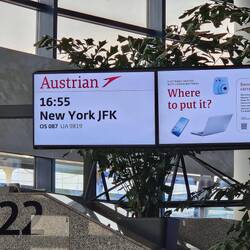 Austrian
16:55
New York JFK
OS 087 UA 9819
Where
to put it?
22